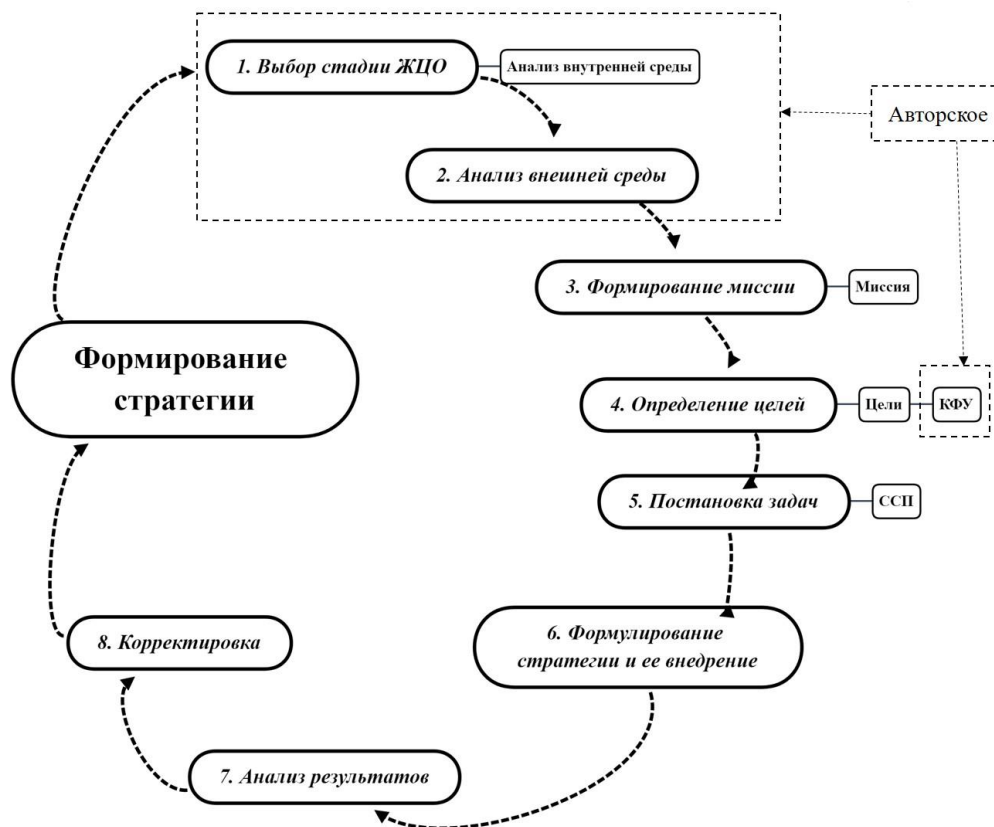 1. Выбор стадии ЖЦО
Анализ внутренней среды
Авторское
2. Анализ внешней среды
3. Формирование миссии
Миссия
Формирование
стратегии
4. Определение целей
Цели
КФУ
5. Постановка задач
ССП
6. Формулирование
стратегии и ее внедрение
8. Корректировка
7. Анализ результатов